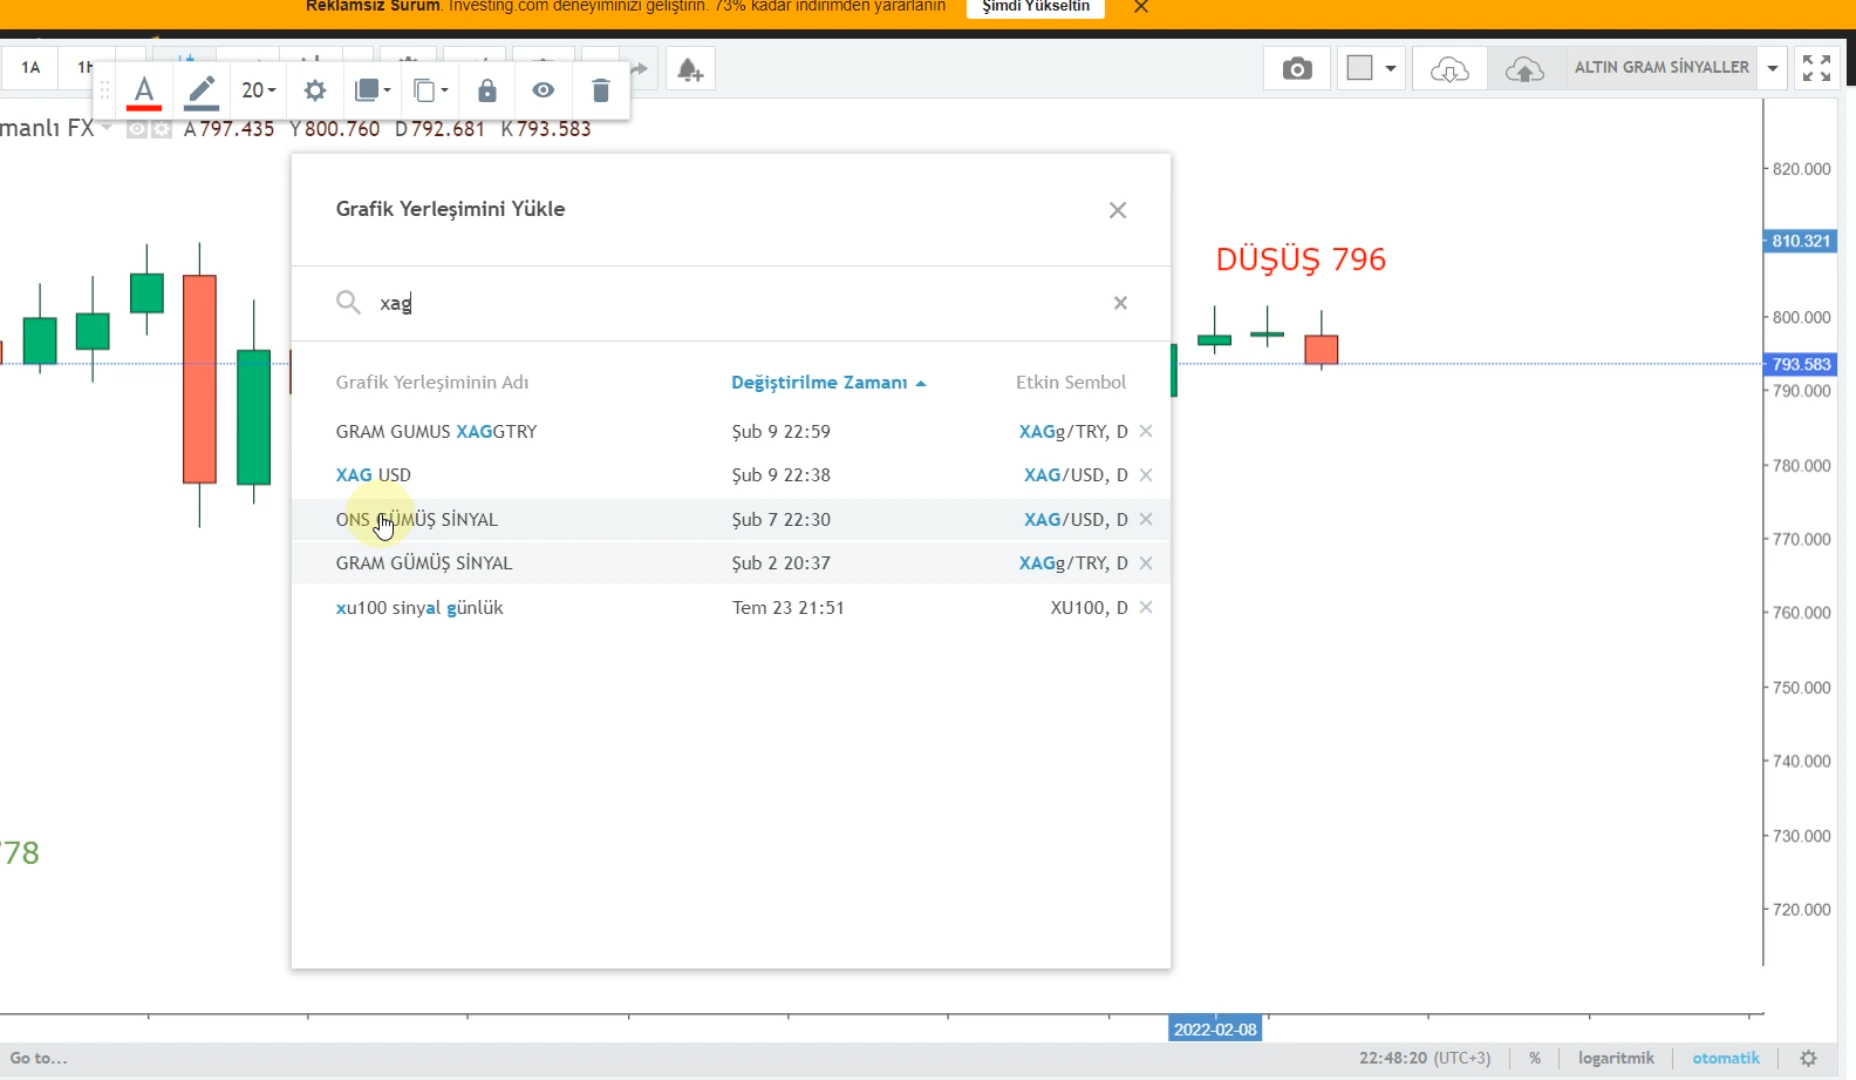 Reklamsız Sürüm. Investing.com deneyiminizi geliştirin. 73% kadar indirimden yararlanın
Şimdi Yükseltin
1A
20
ALTIN GRAM SİNYALLER
manlı FX A797.435 Y800.760 D792.681 K793.583
Grafik Yerleşimini Yükle
xag
Grafik Yerleşiminin Adı Değiştirilme Zamanı Etkin Sembol
GRAM GUMUS XAGGTRY Şub 9 22:59 XAGg/TRY, D
XAG USD Şub 9 22:38 XAG/USD, D
ONS GÜMÜŞ SİNYAL Şub 7 22:30 XAG/USD, D
GRAM GÜMÜŞ SİNYAL Şub 2 20:37 XAGg/TRY, D
xu100 sinyal günlük Tem 23 21:51 XU100, D
DÜŞÜŞ 796
820.000
810.321
800.000
793.583
790.000
780.000
770.000
760.000
750.000
740.000
730.000
720.000
78
2022-02-08
Go to...
22:48:20 (UTC+3) % logaritmik otomatik